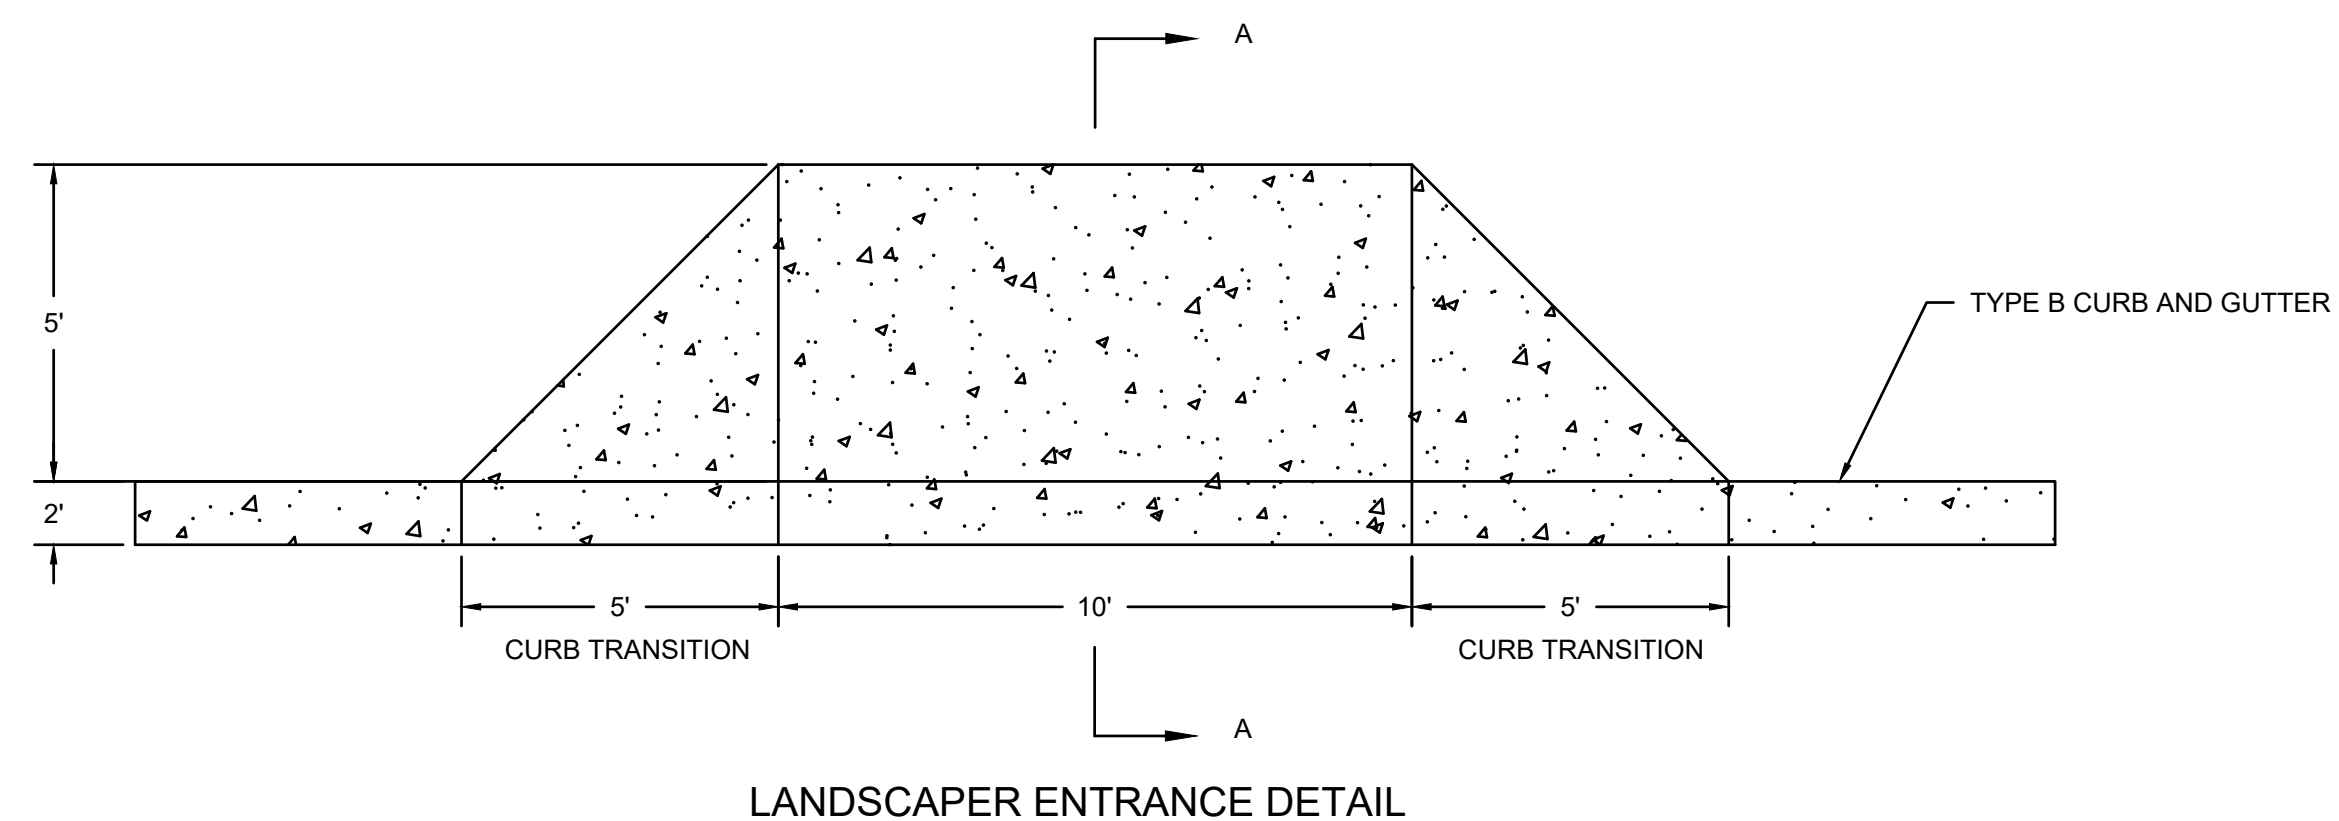 A
5'
TYPE B CURB AND GUTTER
2'
5'
10'
5'
CURB TRANSITION
CURB TRANSITION
A
LANDSCAPER ENTRANCE DETAIL